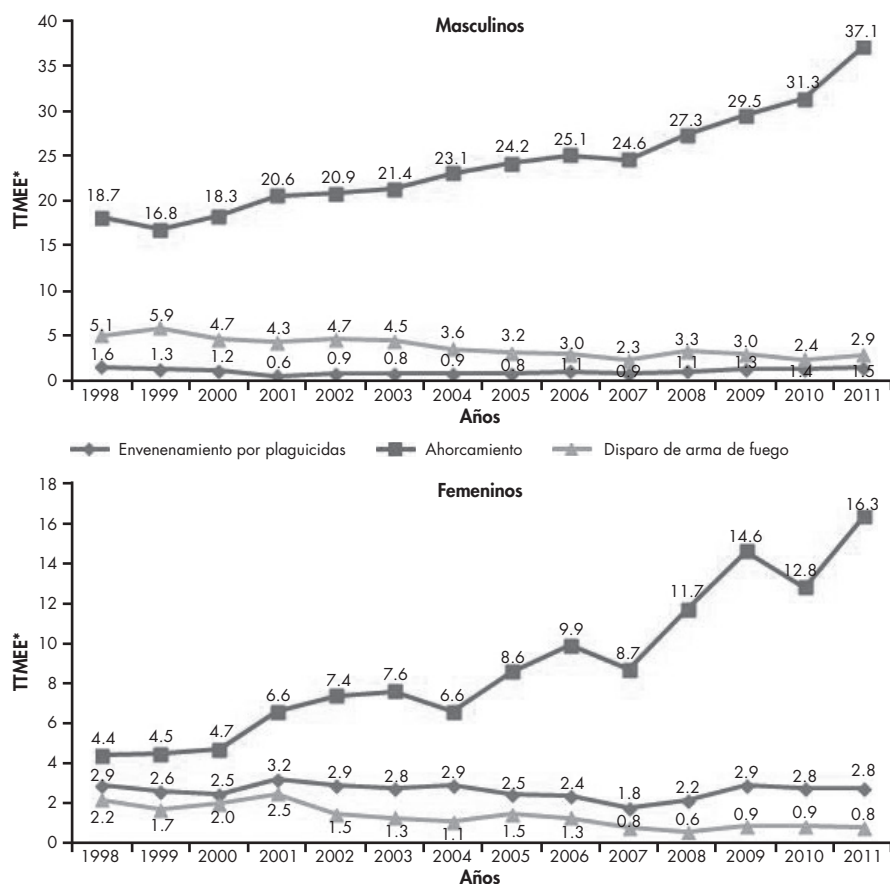 Masculinos
40
35
30
25
20
15
10
5
0
TTMEE*
18.7 16.8 18.3 20.6 20.9 21.4 23.1 24.2 25.1 24.6 27.3 29.5 31.3 37.1
5.1 5.9 4.7 4.3 4.7 4.5 3.6 3.2 3.0 2.3 3.3 3.0 2.4 2.9
1.6 1.3 1.2 0.6 0.9 0.8 0.9 0.8 1.1 0.9 1.1 1.3 1.4 1.5
1998 1999 2000 2001 2002 2003 2004 2005 2006 2007 2008 2009 2010 2011
Años
Envenenamiento por plaguicidas Ahorcamiento Disparo de arma de fuego
Femeninos
18
16
14
12
10
8
6
4
2
0
TTMEE*
4.4 4.5 4.7 6.6 7.4 7.6 6.6 8.6 9.9 8.7 11.7 14.6 12.8 16.3
2.9 2.6 2.5 3.2 2.9 2.8 2.9 2.5 2.4 1.8 2.2 2.9 2.8 2.8
2.2 1.7 2.0 2.5 1.5 1.3 1.1 1.5 1.3 0.8 0.6 0.9 0.9 0.8
1998 1999 2000 2001 2002 2003 2004 2005 2006 2007 2008 2009 2010 2011
Años